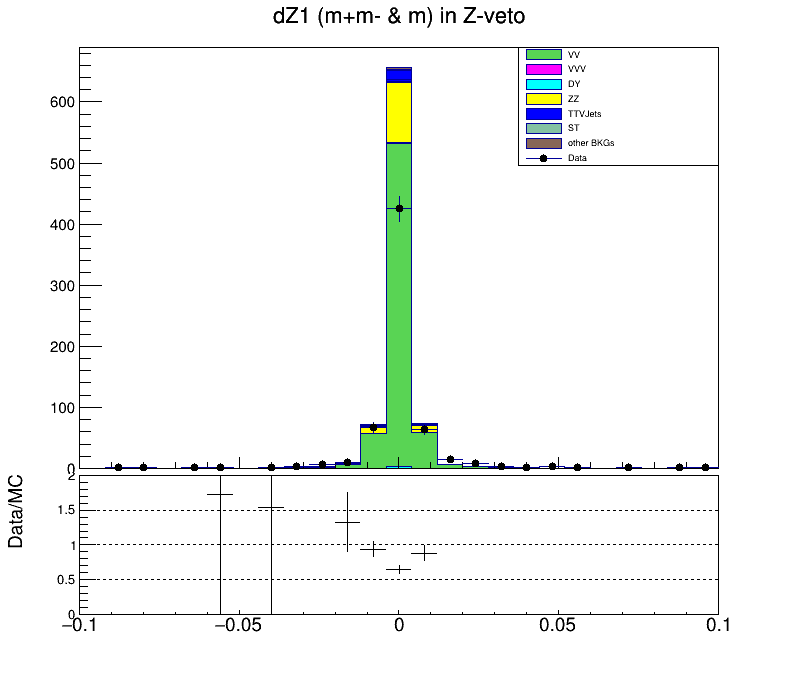 dZ1 (m+m- & m) in Z-veto
VV
VVV
DY
ZZ
TTVJets
ST
other BKGs
Data
600
500
400
300
200
100
0
Data/MC
2
1.5
1
0.5
0
−0.1
−0.05
0
0.05
0.1